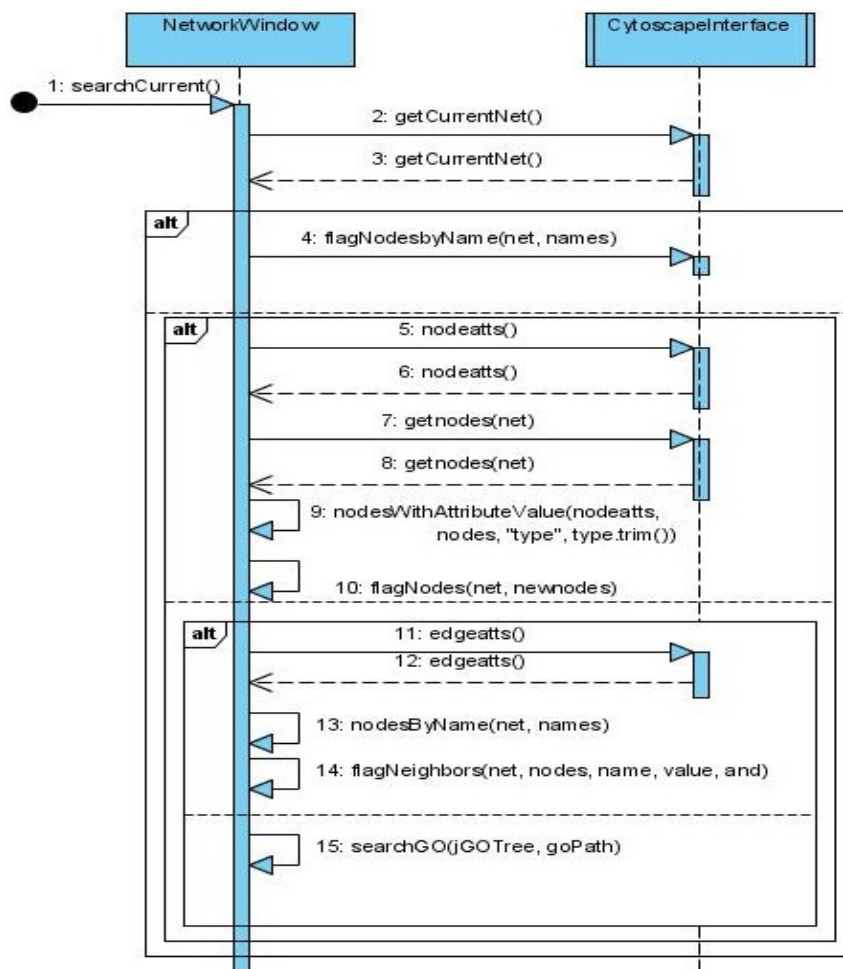 NetworkWindow
CytoscapeInterface
1: searchCurrent()
2: getCurrentNet()
3: getCurrentNet()
alt
4: flagNodesbyName(net, names)
alt
5: nodeatts()
6: nodeatts()
7: getnodes(net)
8: getnodes(net)
9: nodesWithAttributeValue(nodeatts,
nodes, "type", type.trim())
10: flagNodes(net, newnodes)
alt
11: edgeatts()
12: edgeatts()
13: nodesByName(net, names)
14: flagNeighbors(net, nodes, name, value, and)
15: searchGO(jGOTree, goPath)